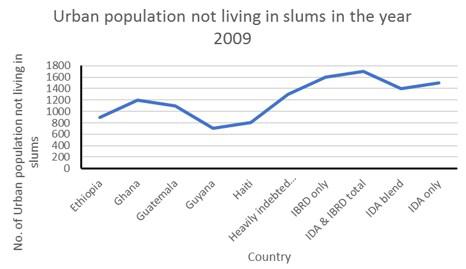 Urban population not living in slums in the year
2009
No. of Urban population not living in
slums
1800
1600
1400
1200
1000
800
600
400
200
0
Ethiopia
Ghana
Guatemala
Guyana
Haiti
Heavily indebted...
IBRD only
IDA & IBRD total
IDA blend
IDA only
Country